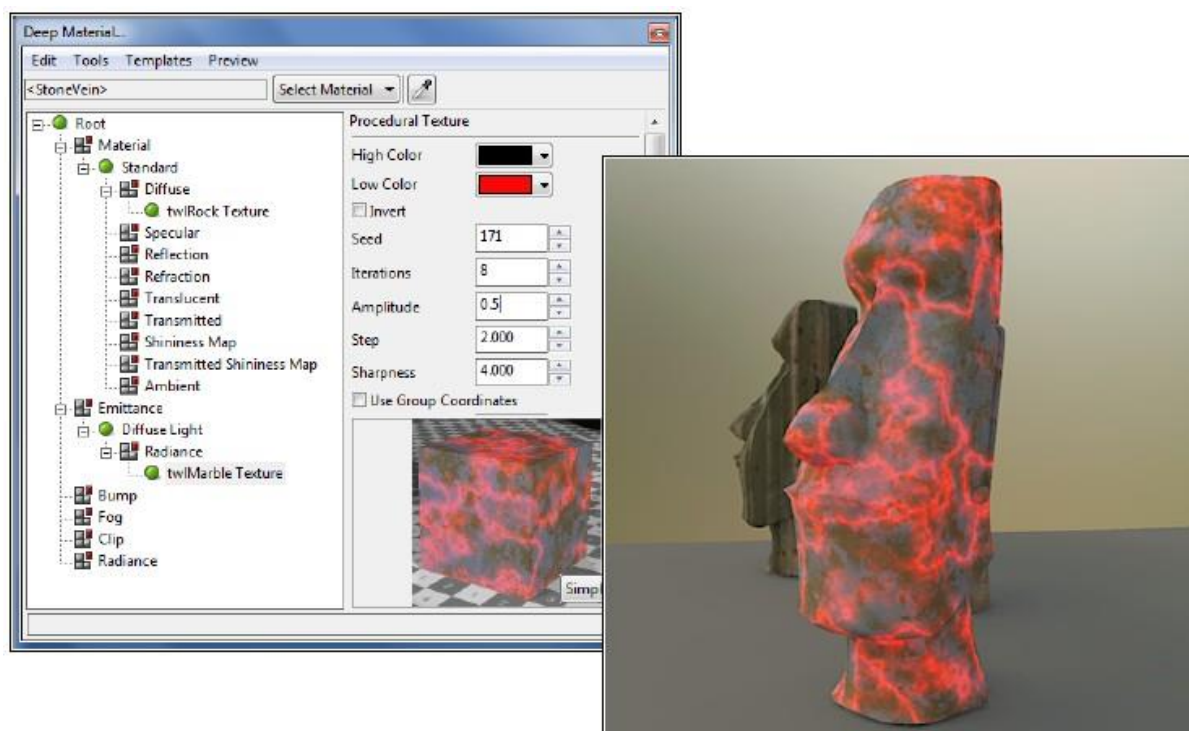 Deep Material...
Edit Tools Templates Preview
<StoneVein> Select Material
Root
Material
Standard
Diffuse
twlRock Texture
Specular
Reflection
Refraction
Translucent
Transmitted
Shininess Map
Transmitted Shininess Map
Ambient
Emittance
Diffuse Light
Radiance
twlMarble Texture
Bump
Fog
Clip
Radiance
Procedural Texture
High Color
Low Color
Invert
Seed 171
Iterations 8
Amplitude 0.5
Step 2.000
Sharpness 4.000
Use Group Coordinates
Simpl